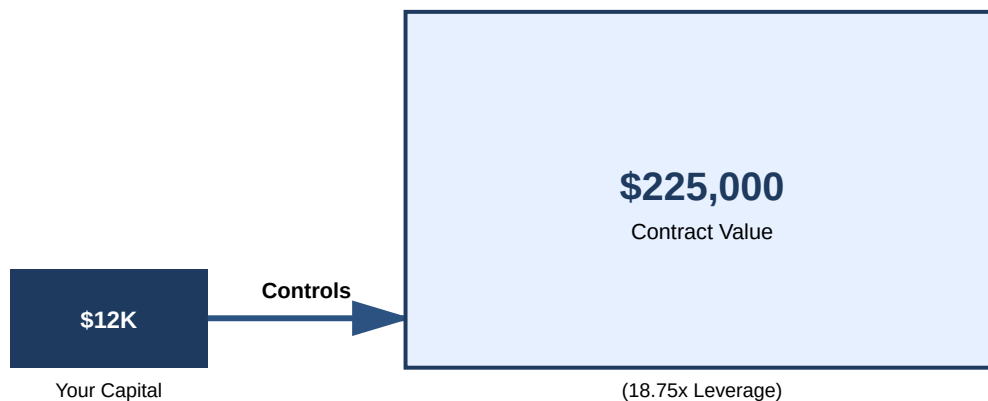 $225,000
Contract Value
Controls
$12K
Your Capital
(18.75x Leverage)